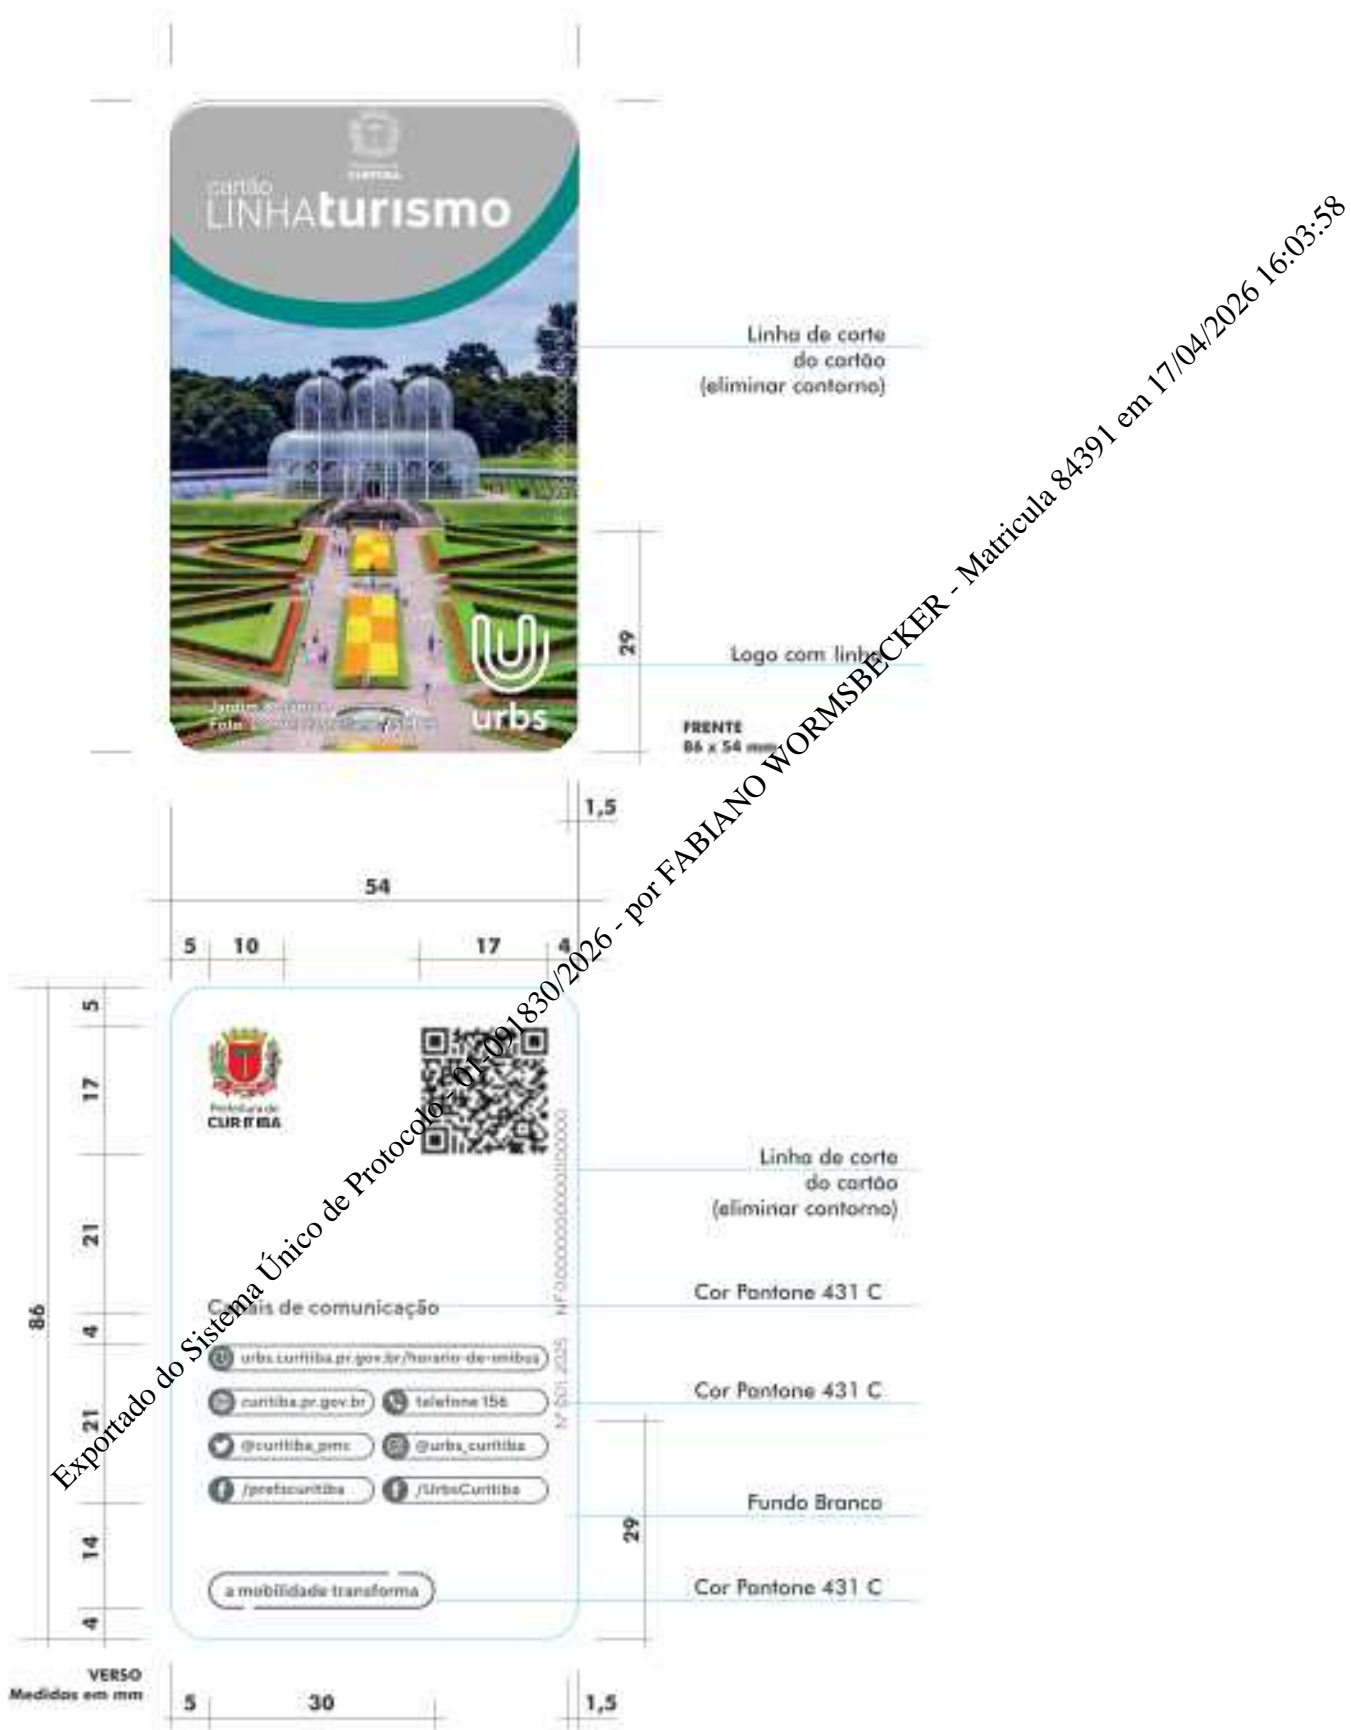 CURITIBA
cartão
LINHAturismo
Linha de corte
do cartão
(eliminar contorno)
29
Logo com linha
urbs
FRENTE
86 x 54 mm
1,5
54
5 10 17 4
5
17
21
4
21
14
4
86
Prefeitura de
CURITIBA
Linha de corte
do cartão
(eliminar contorno)
Canais de comunicação
Cor Pantone 431 C
urbs.curitiba.pr.gov.br/horario-de-onibus
curitiba.pr.gov.br
telefone 156
Cor Pantone 431 C
@curitiba_pmc
@urbs_curitiba
/prefscuritiba
/UrbsCuritiba
Fundo Branco
29
a mobilidade transforma
Cor Pantone 431 C
VERSO
Medidas em mm
5 30 1,5
Exportado do Sistema Único de Protocolo - 01-091830/2026 - por FABIANO WORMSBECKER - Matricula 84391 em 17/04/2026 16:03:58